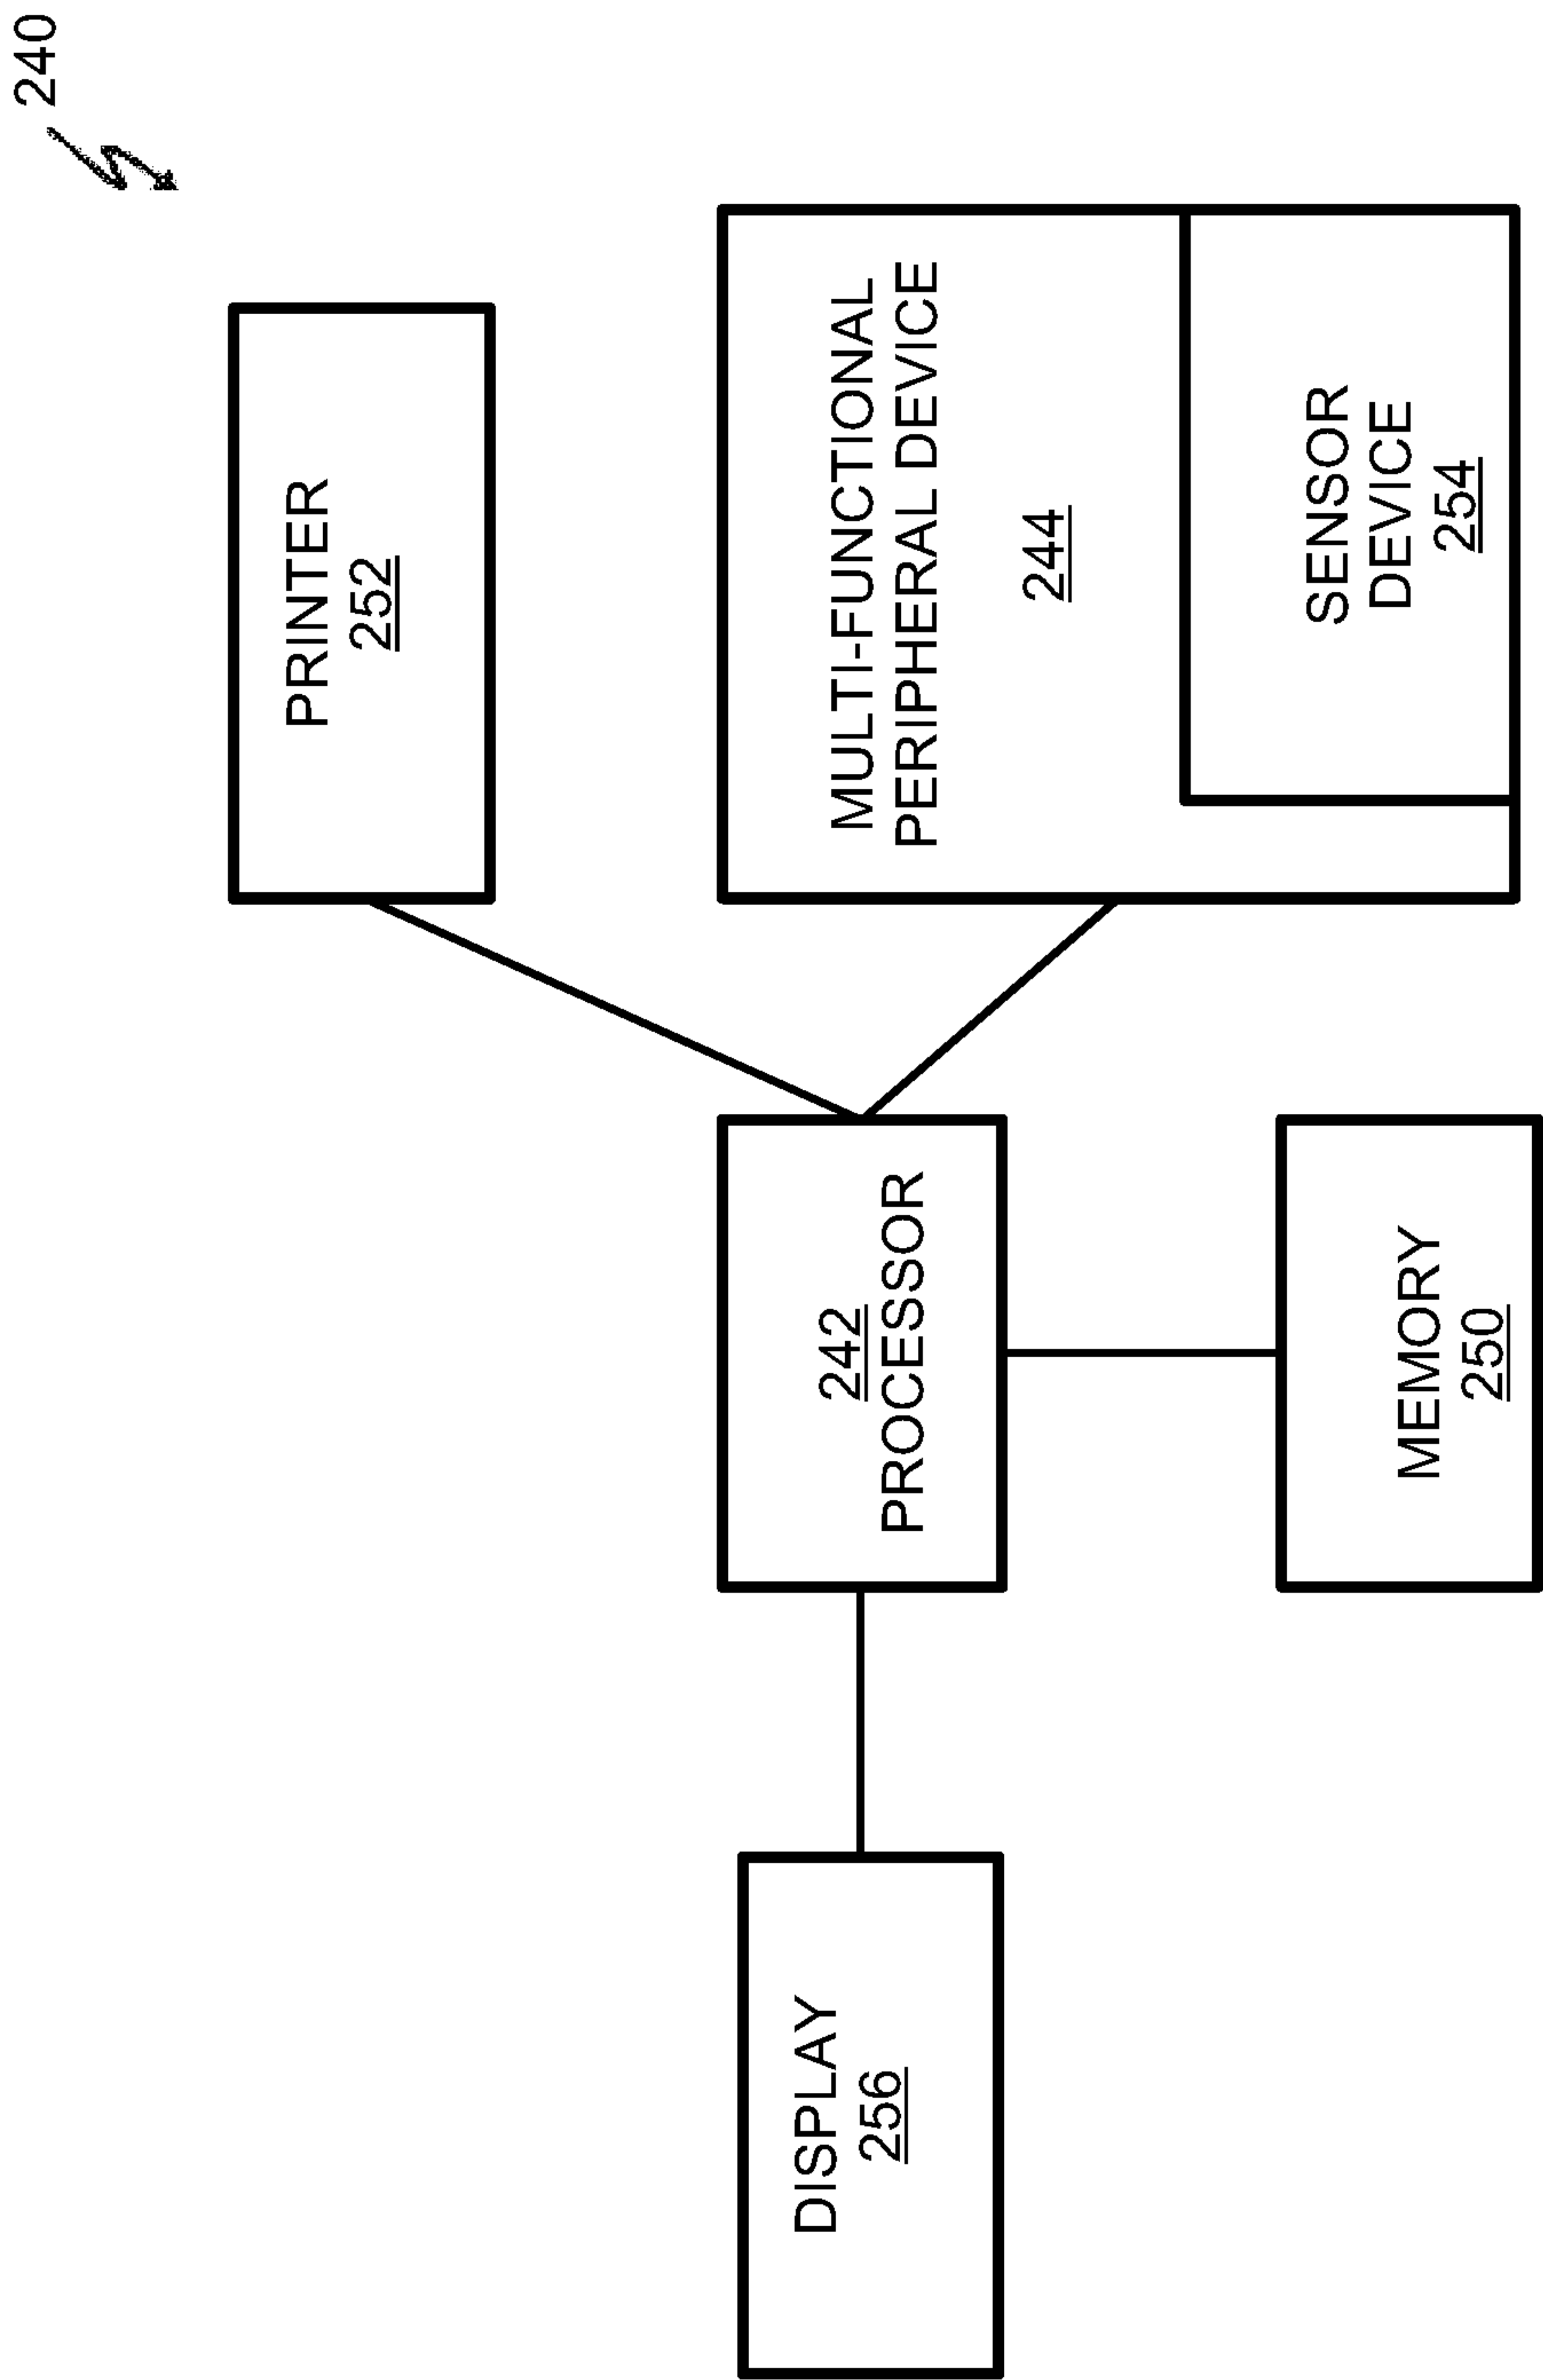 240
PRINTER
252
MULTI-FUNCTIONAL
PERIPHERAL DEVICE
244
SENSOR
DEVICE
254
242
PROCESSOR
MEMORY
250
DISPLAY
256